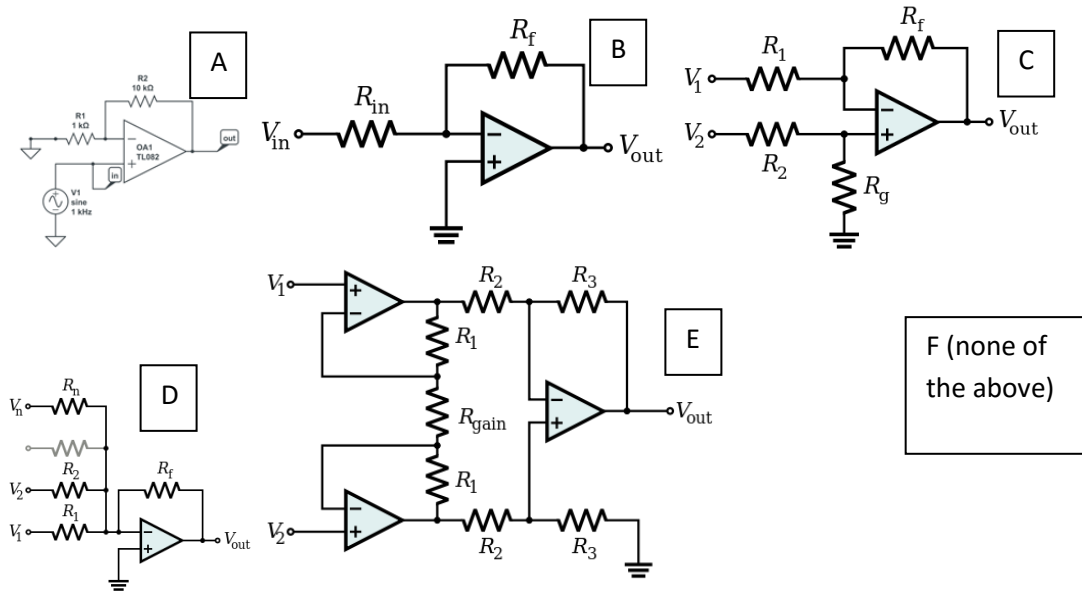 A
R2
10 kΩ
R1
1 kΩ
OA1
TL082
out
in
V1
sine
1 kHz
B
Rf
Rin
Vin
Vout
C
Rf
R1
V1
V2
R2
Rg
Vout
D
Rn
Vn
R2
V2
R1
V1
Rf
Vout
E
V1
R2
R3
R1
Rgain
R1
Vout
V2
R2
R3
F (none of
the above)